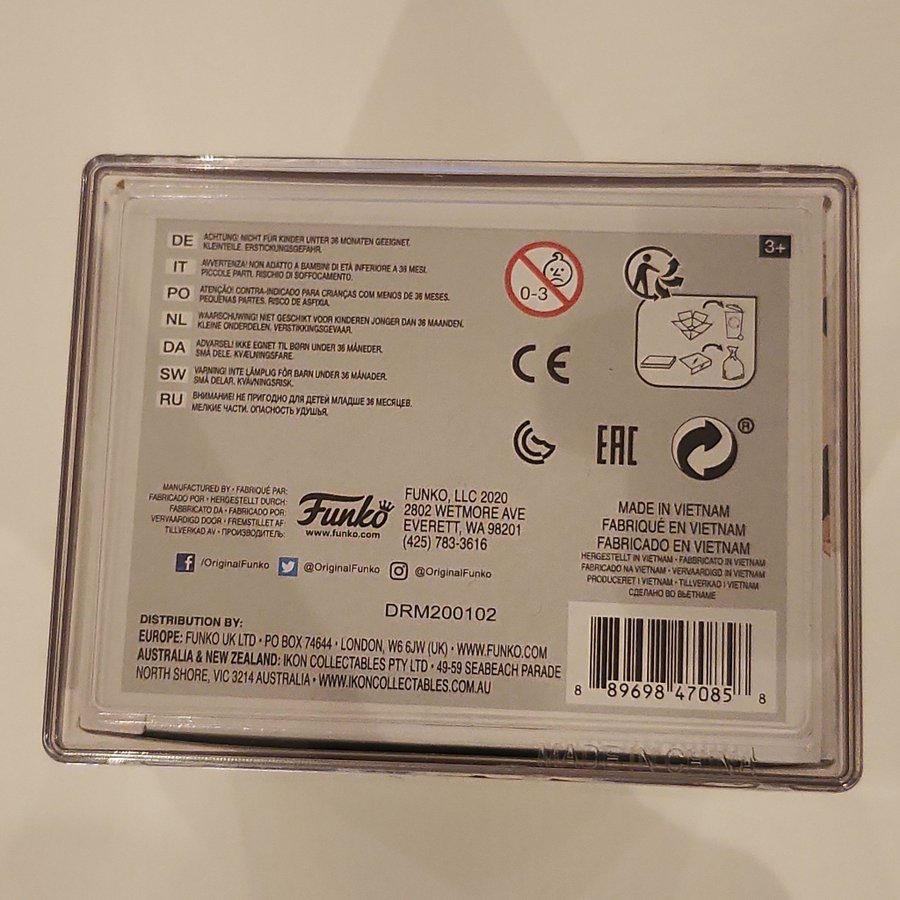 DE ACHTUNG: NICHT FÜR KINDER UNTER 36 MONATEN GEEIGNET.
KLEINTEILE. ERSTICKUNGSGEFAHR.
IT AVVERTENZA! NON ADATTO A BAMBINI DI ETÀ INFERIORE A 36 MESI.
PICCOLE PARTI. RISCHIO DI SOFFOCAMENTO.
PO ATENÇÃO! CONTRA-INDICADO PARA CRIANÇAS COM MENOS DE 36 MESES.
PEQUENAS PARTES. RISCO DE ASFIXIA.
NL WAARSCHUWING! NIET GESCHIKT VOOR KINDEREN JONGER DAN 36 MAANDEN.
KLEINE ONDERDELEN. VERSTIKKINGSGEVAAR.
DA ADVARSEL! IKKE EGNET TIL BØRN UNDER 36 MÅNEDER.
SMÅ DELE. KVÆLNINGSFARE.
SW VARNING! INTE LÄMPLIG FÖR BARN UNDER 36 MÅNADER.
SMÅ DELAR. KVÄVNINGSRISK.
RU ВНИМАНИЕ! НЕ ПРИГОДНО ДЛЯ ДЕТЕЙ МЛАДШЕ 36 МЕСЯЦЕВ.
МЕЛКИЕ ЧАСТИ. ОПАСНОСТЬ УДУШЬЯ.
0-3
3+
CE
EAC
®
MANUFACTURED BY • FABRIQUÉ PAR:
FABRICADO POR • HERGESTELLT DURCH:
FABBRICATO DA • FABRICADO POR:
VERVAARDIGD DOOR • FREMSTILLET AF:
TILLVERKAD AV • ПРОИЗВОДИТЕЛЬ:
Funko
www.funko.com
FUNKO, LLC 2020
2802 WETMORE AVE
EVERETT, WA 98201
(425) 783-3616
/OriginalFunko @OriginalFunko @OriginalFunko
DRM200102
MADE IN VIETNAM
FABRIQUÉ EN VIETNAM
FABRICADO EN VIETNAM
HERGESTELLT IN VIETNAM • FABBRICATO IN VIETNAM
FABRICADO NA VIETNAM • VERVAARDIGD IN VIETNAM
PRODUCERET I VIETNAM • TILLVERKAD I VIETNAM
СДЕЛАНО ВО ВЬЕТНАМЕ
DISTRIBUTION BY:
EUROPE: FUNKO UK LTD • PO BOX 74644 • LONDON, W6 6JW (UK) • WWW.FUNKO.COM
AUSTRALIA & NEW ZEALAND: IKON COLLECTABLES PTY LTD • 49-59 SEABEACH PARADE
NORTH SHORE, VIC 3214 AUSTRALIA • WWW.IKONCOLLECTABLES.COM.AU
8 89698 47085 8
MADE IN CHINA